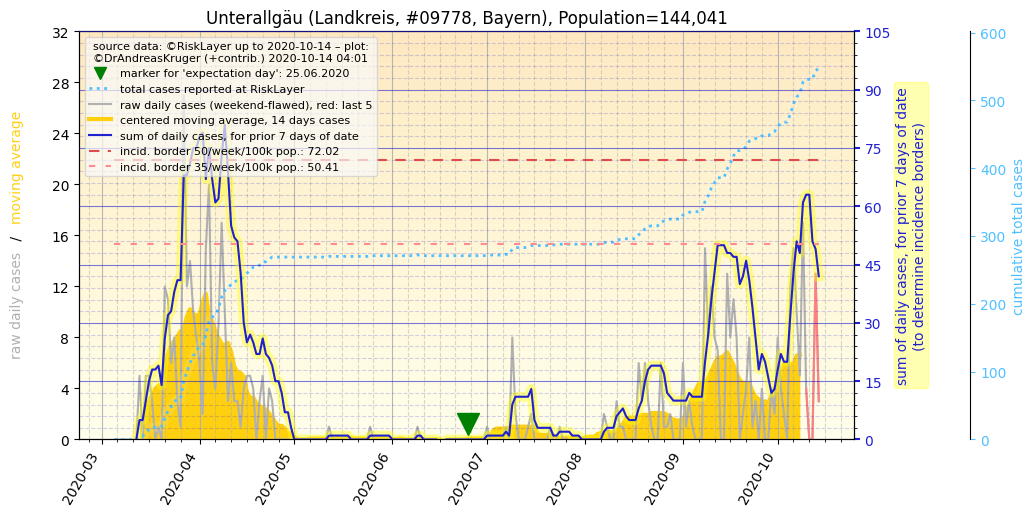 Unterallgäu (Landkreis, #09778, Bayern), Population=144,041
source data: ©RiskLayer up to 2020-10-14 – plot:
©DrAndreasKruger (+contrib.) 2020-10-14 04:01
marker for 'expectation day': 25.06.2020
total cases reported at RiskLayer
raw daily cases (weekend-flawed), red: last 5
centered moving average, 14 days cases
sum of daily cases, for prior 7 days of date
incid. border 50/week/100k pop.: 72.02
incid. border 35/week/100k pop.: 50.41
raw daily cases / moving average
32
28
24
20
16
12
8
4
0
105
90
75
60
45
30
15
0
sum of daily cases, for prior 7 days of date
(to determine incidence borders)
600
500
400
300
200
100
0
cumulative total cases
2020-03
2020-04
2020-05
2020-06
2020-07
2020-08
2020-09
2020-10